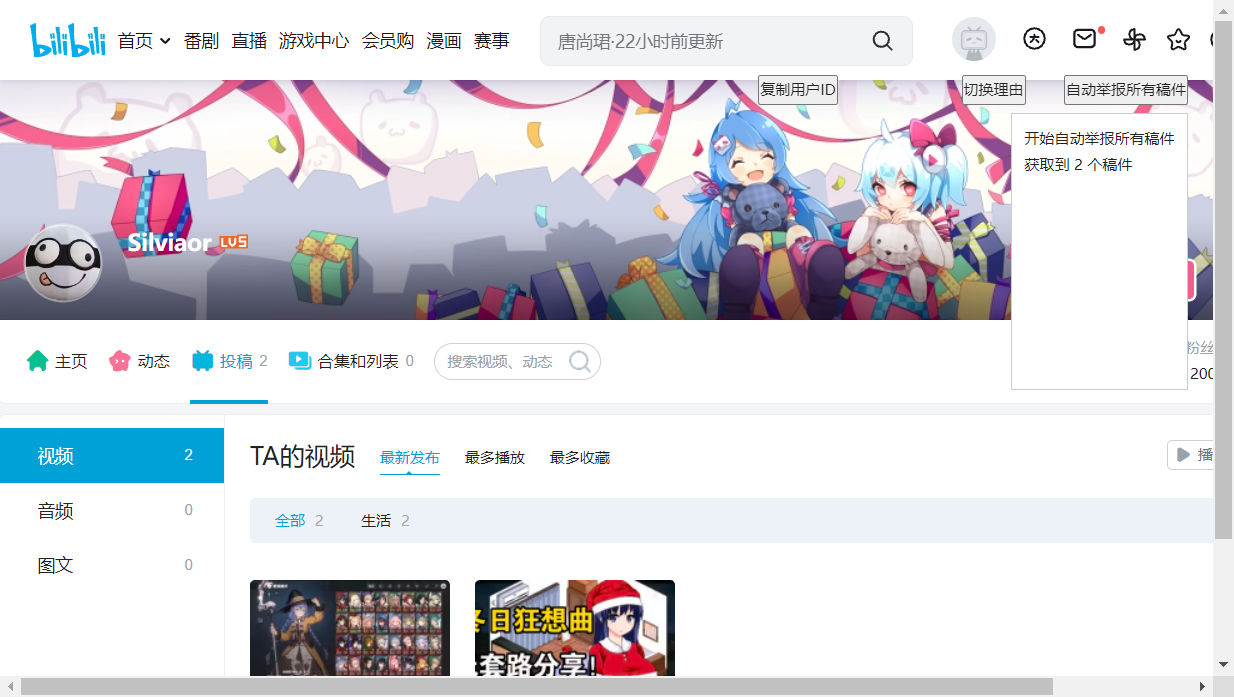 bilibili 首页 番剧 直播 游戏中心 会员购 漫画 赛事 唐尚珺·22小时前更新
复制用户ID 切换理由 自动举报所有稿件
开始自动举报所有稿件
获取到 2 个稿件
Silviaor LV5
主页 动态 投稿 2 合集和列表 0 搜索视频、动态 粉丝
200
视频 2
音频 0
图文 0
TA的视频 最新发布 最多播放 最多收藏 播
全部 2 生活 2
冬日狂想曲
套路分享!